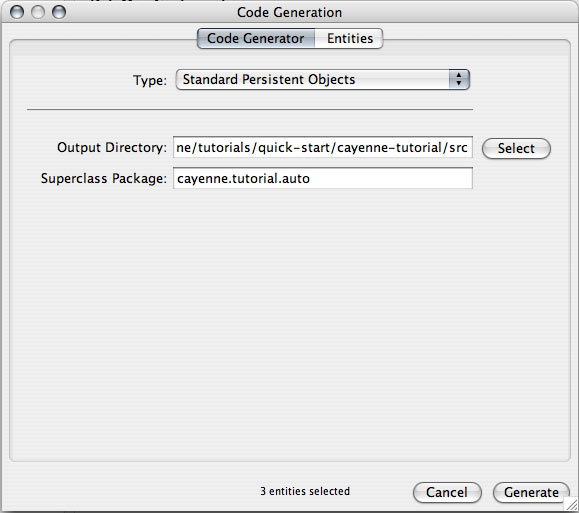 Code Generation
Code Generator Entities
Type: Standard Persistent Objects
Output Directory: ne/tutorials/quick-start/cayenne-tutorial/src Select
Superclass Package: cayenne.tutorial.auto
3 entities selected Cancel Generate